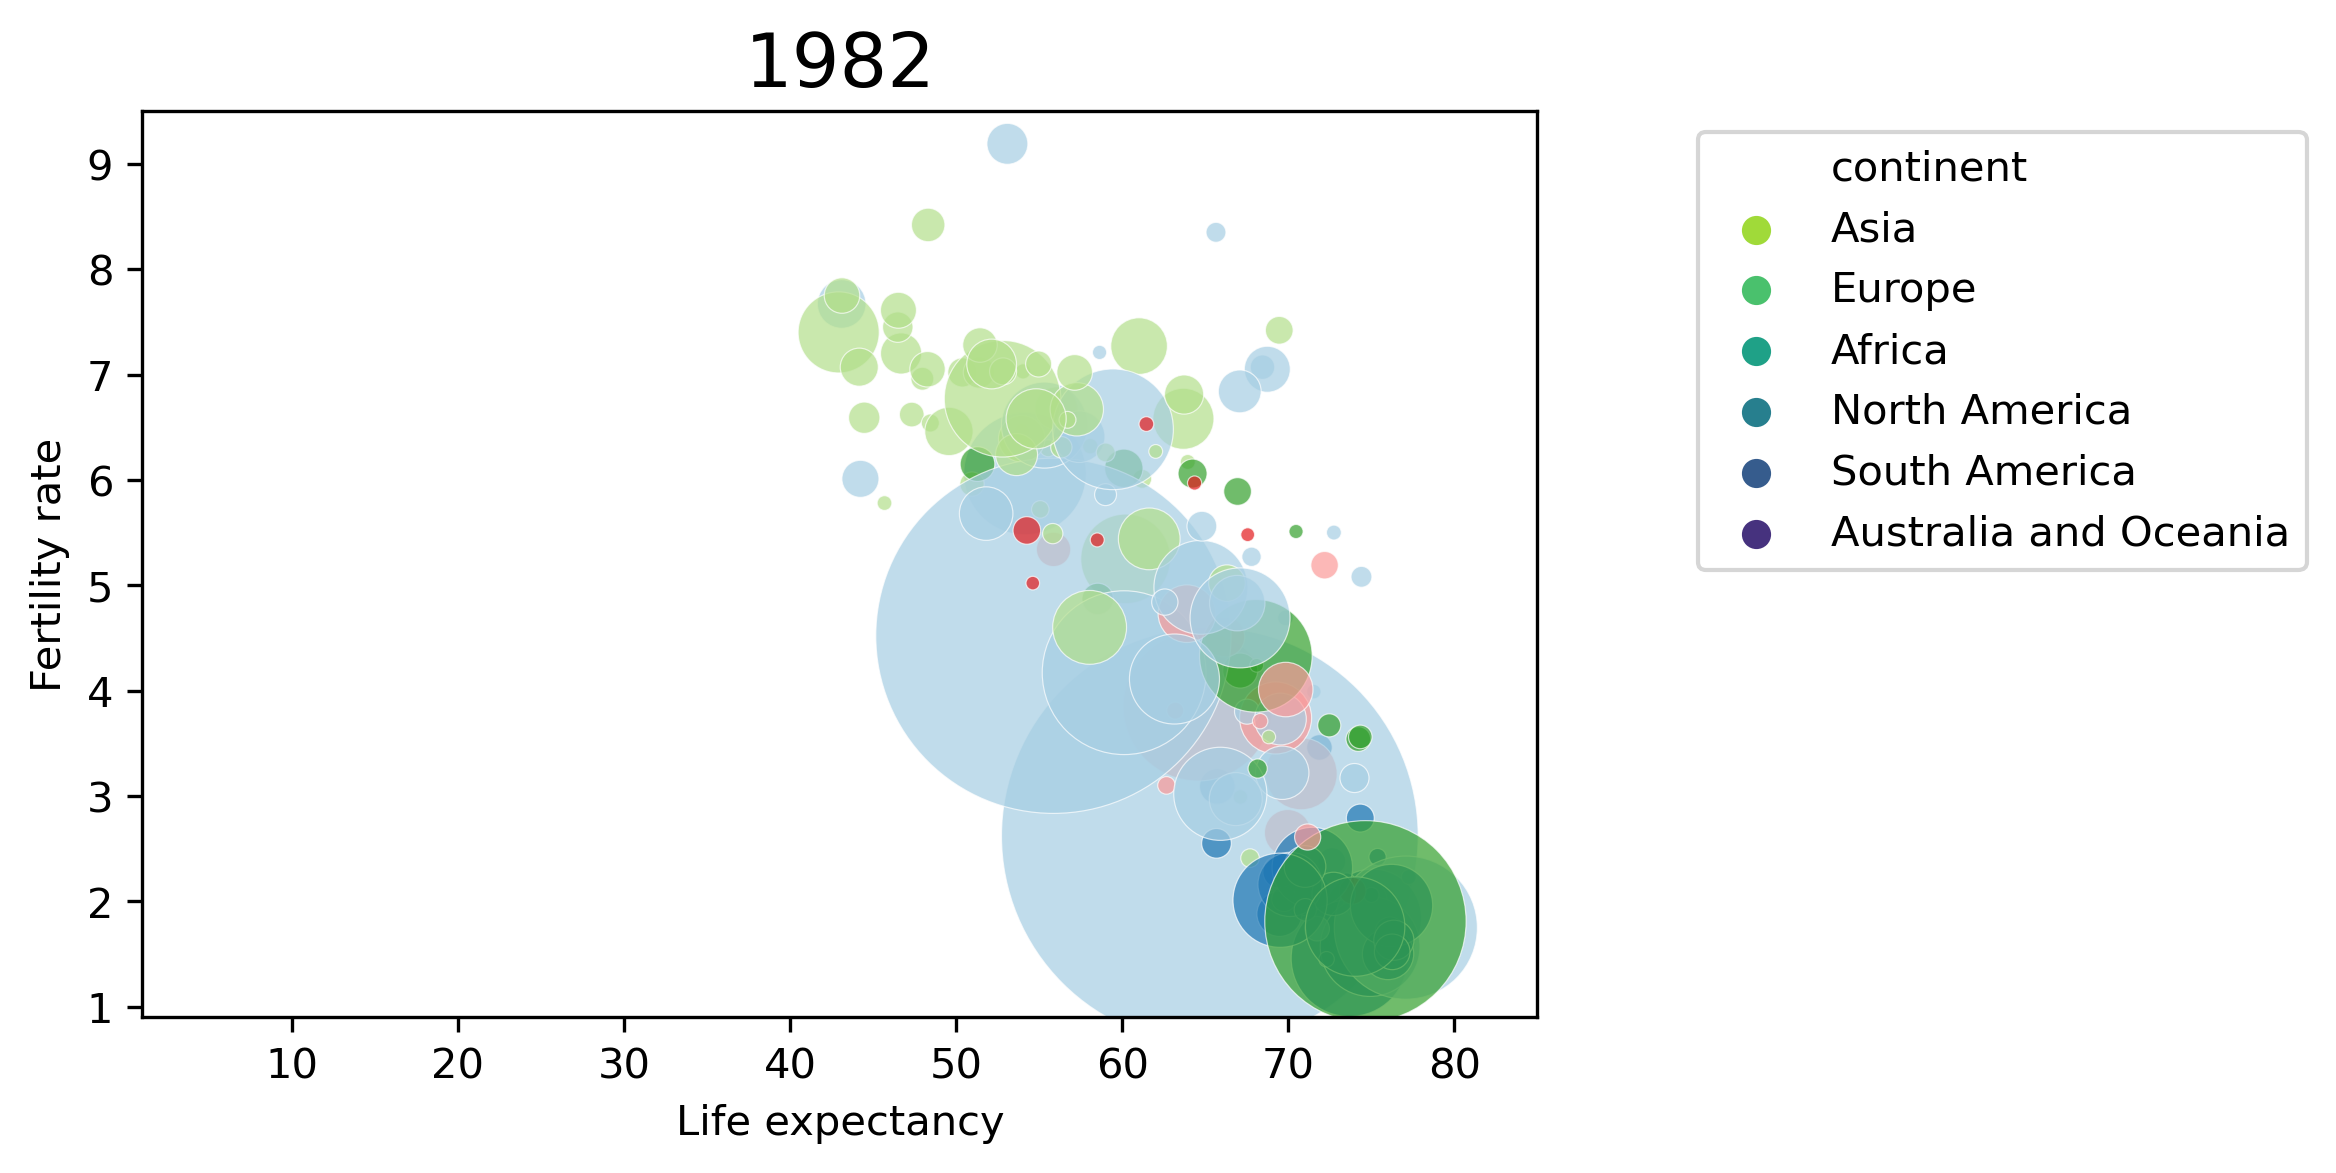 1982
9
8
7
6
5
4
3
2
1
Fertility rate
10 20 30 40 50 60 70 80
Life expectancy
continent
Asia
Europe
Africa
North America
South America
Australia and Oceania